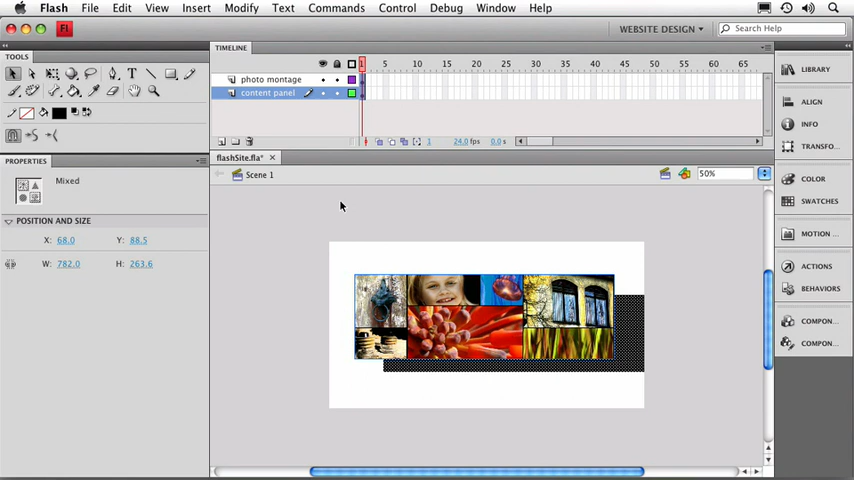 Flash File Edit View Insert Modify Text Commands Control Debug Window Help
Fl WEBSITE DESIGN Search Help
TOOLS
TIMELINE
1 5 10 15 20 25 30 35 40 45 50 55 60 65
photo montage
content panel
1 24.0 fps 0.0 s
flashSite.fla*
Scene 1
50%
PROPERTIES
Mixed
POSITION AND SIZE
X: 68.0 Y: 88.5
W: 782.0 H: 263.6
LIBRARY
ALIGN
INFO
TRANSFO...
COLOR
SWATCHES
MOTION ...
ACTIONS
BEHAVIORS
COMPON...
COMPON...